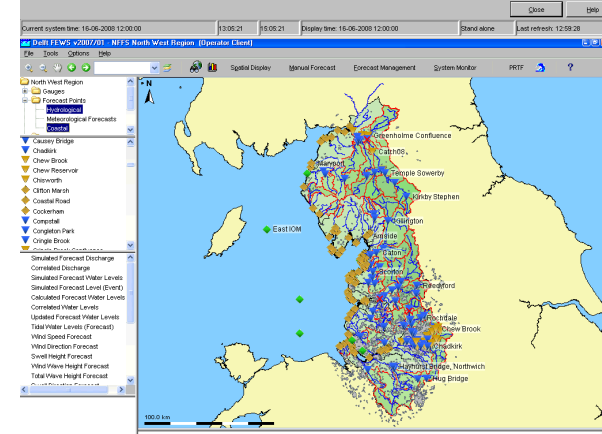 Close Help
Current system time: 16-06-2008 12:00:00 13:05:21 15:05:21 Display time: 16-06-2008 12:00:00 Stand alone Last refresh: 12:59:28
Delft FEWS v2007/01 - NFFS North West Region (Operator Client)
File Tools Options Help
Spatial Display Manual Forecast Forecast Management System Monitor PRTF ?
North West Region
Gauges
Forecast Points
Hydrological
Meteorological Forecasts
Coastal
Causey Bridge
Chadkirk
Chew Brook
Chew Reservoir
Chisworth
Clifton Marsh
Coastal Road
Cockerham
Compstall
Congleton Park
Cringle Brook
Simulated Forecast Discharge
Correlated Discharge
Simulated Forecast Water Levels
Simulated Forecast Level (Event)
Calculated Forecast Water Levels
Correlated Water Levels
Updated Forecast Water Levels
Tidal Water Levels (Forecast)
Wind Speed Forecast
Wind Direction Forecast
Swell Height Forecast
Wind Wave Height Forecast
Total Wave Height Forecast
N
Greenholme Confluence
Catch08
Maryport
Temple Sowerby
Kirkby Stephen
Killington
East IOM
Arnside
Caton
Reedyford
Rochdale
Chew Brook
Chadkirk
Hayhurst Bridge, Northwich
Hug Bridge
100.0 km